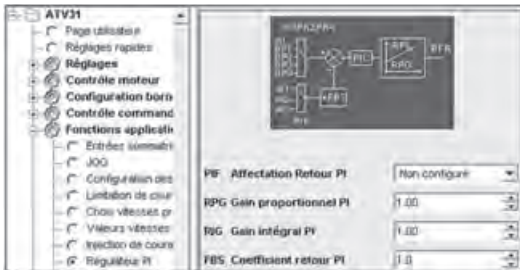 ATV31
Page utilisateur
Réglages rapides
Réglages
Contrôle moteur
Configuration born
Contrôle command
Fonctions applicati
Entrées sommatri
JOG
Configuration des
Limitation de cour
Choix vitesses pr
Valeurs vitesses
Injection de coura
Régulateur PI
RFR
PIF Affectation Retour PI
Non configuré
RPG Gain proportionnel PI
1.00
RIG Gain intégral PI
1.00
FBS Coefficient retour PI
1.0